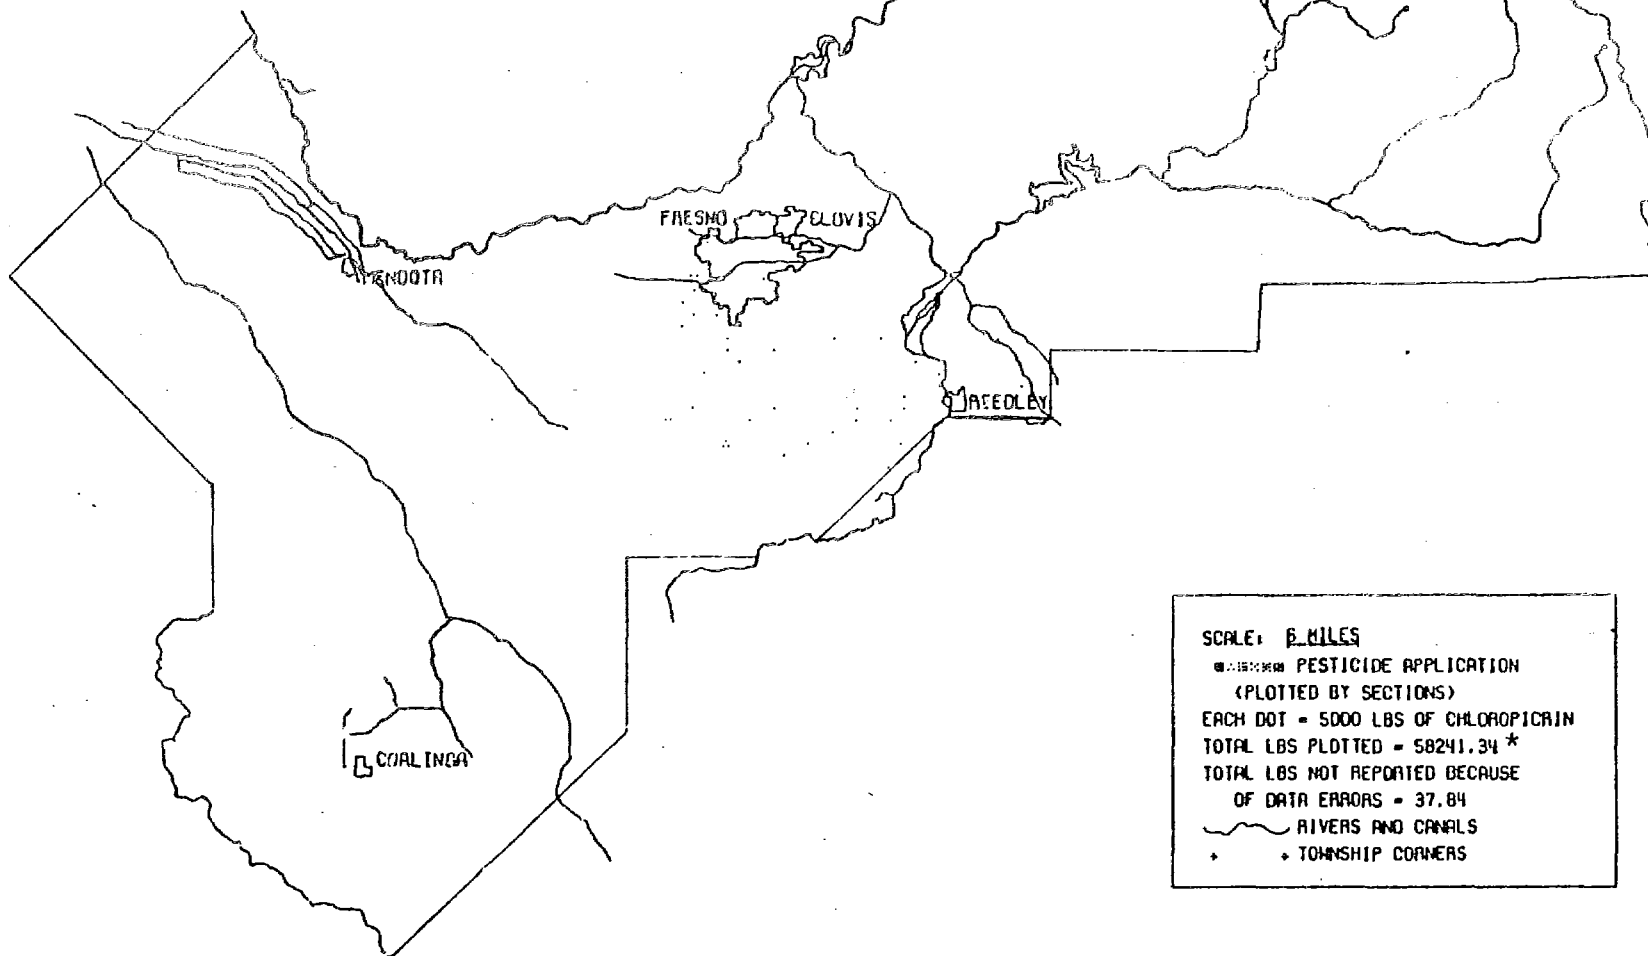 FRESNO
CLOVIS
MENDOTA
REEDLEY
COALINGA
SCALE: 6 MILES
PESTICIDE APPLICATION
(PLOTTED BY SECTIONS)
EACH DOT = 5000 LBS OF CHLOROPICRIN
TOTAL LBS PLOTTED = 58241.34 *
TOTAL LBS NOT REPORTED BECAUSE
OF DATA ERRORS = 37.84
RIVERS AND CANALS
TOWNSHIP CORNERS